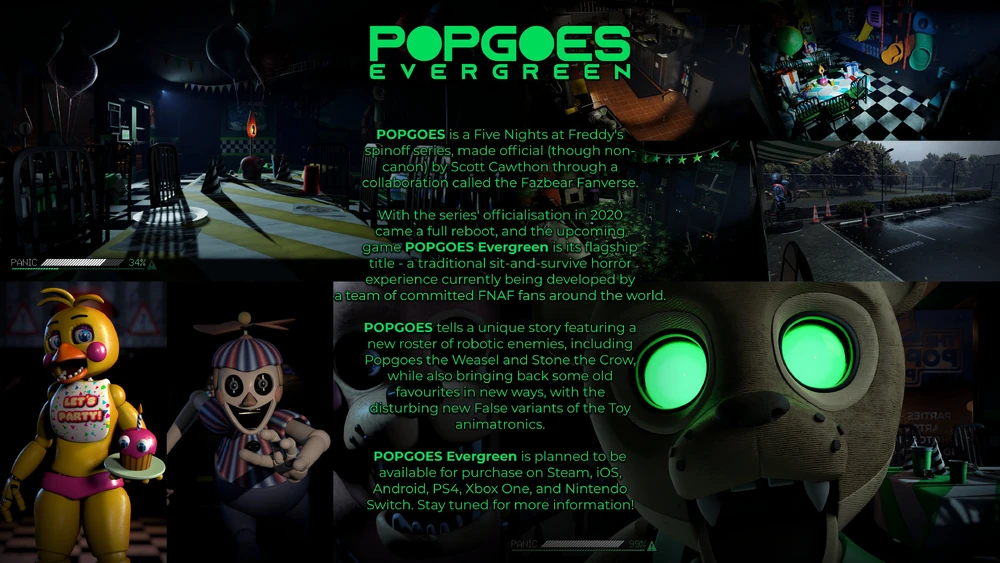 POPGOES
EVERGREEN
POPGOES is a Five Nights at Freddy's
spinoff series, made official (though non-
canon) by Scott Cawthon through a
collaboration called the Fazbear Fanverse.
With the series' officialisation in 2020
came a full reboot, and the upcoming
game POPGOES Evergreen is its flagship
title - a traditional sit-and-survive horror
experience currently being developed by
a team of committed FNAF fans around the world.
POPGOES tells a unique story featuring a
new roster of robotic enemies, including
Popgoes the Weasel and Stone the Crow,
while also bringing back some old
favourites in new ways, with the
disturbing new False variants of the Toy
animatronics.
POPGOES Evergreen is planned to be
available for purchase on Steam, iOS,
Android, PS4, Xbox One, and Nintendo
Switch. Stay tuned for more information!
PANIC 34%
LET'S
PARTY!
PANIC 99%